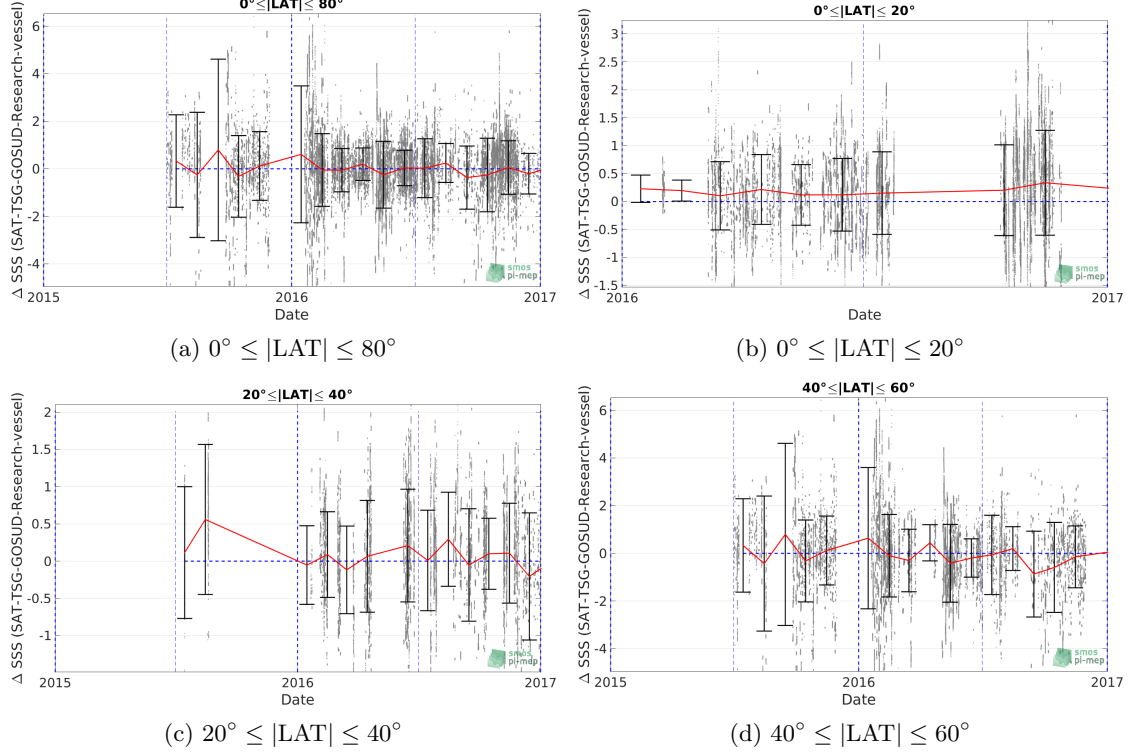 0°≤|LAT|≤ 80°
Δ SSS (SAT-TSG-GOSUD-Research-vessel)
6
4
2
0
-2
-4
2015
2016
2017
Date
smos
pi-mep
(a) 0° ≤ |LAT| ≤ 80°
0°≤|LAT|≤ 20°
Δ SSS (SAT-TSG-GOSUD-Research-vessel)
3
2.5
2
1.5
1
0.5
0
-0.5
-1
-1.5
2016
2017
Date
smos
pi-mep
(b) 0° ≤ |LAT| ≤ 20°
20°≤|LAT|≤ 40°
Δ SSS (SAT-TSG-GOSUD-Research-vessel)
2
1.5
1
0.5
0
-0.5
-1
2015
2016
2017
Date
smos
pi-mep
(c) 20° ≤ |LAT| ≤ 40°
40°≤|LAT|≤ 60°
Δ SSS (SAT-TSG-GOSUD-Research-vessel)
6
4
2
0
-2
-4
2015
2016
2017
Date
smos
pi-mep
(d) 40° ≤ |LAT| ≤ 60°